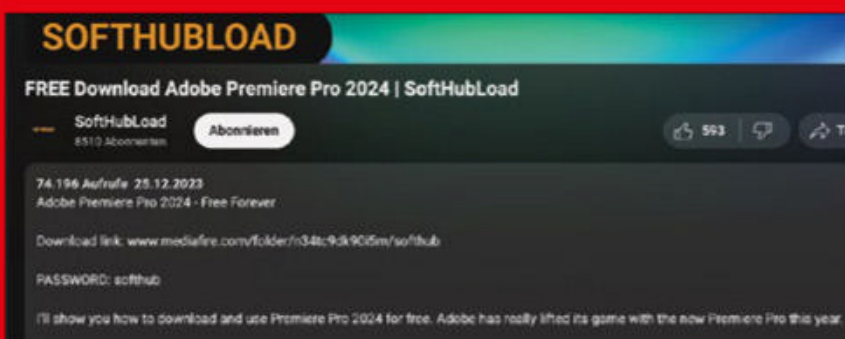 SOFTHUBLOAD
FREE Download Adobe Premiere Pro 2024 | SoftHubLoad
SoftHubLoad
8510 Abonnenten
Abonnieren
593
74.196 Aufrufe 25.12.2023
Adobe Premiere Pro 2024 - Free Forever
Download link: www.mediafire.com/folder/
PASSWORD: softhub
I'll show you how to download and use Premiere Pro 2024 for free. Adobe has really lifted its game with the new Premiere Pro this year.